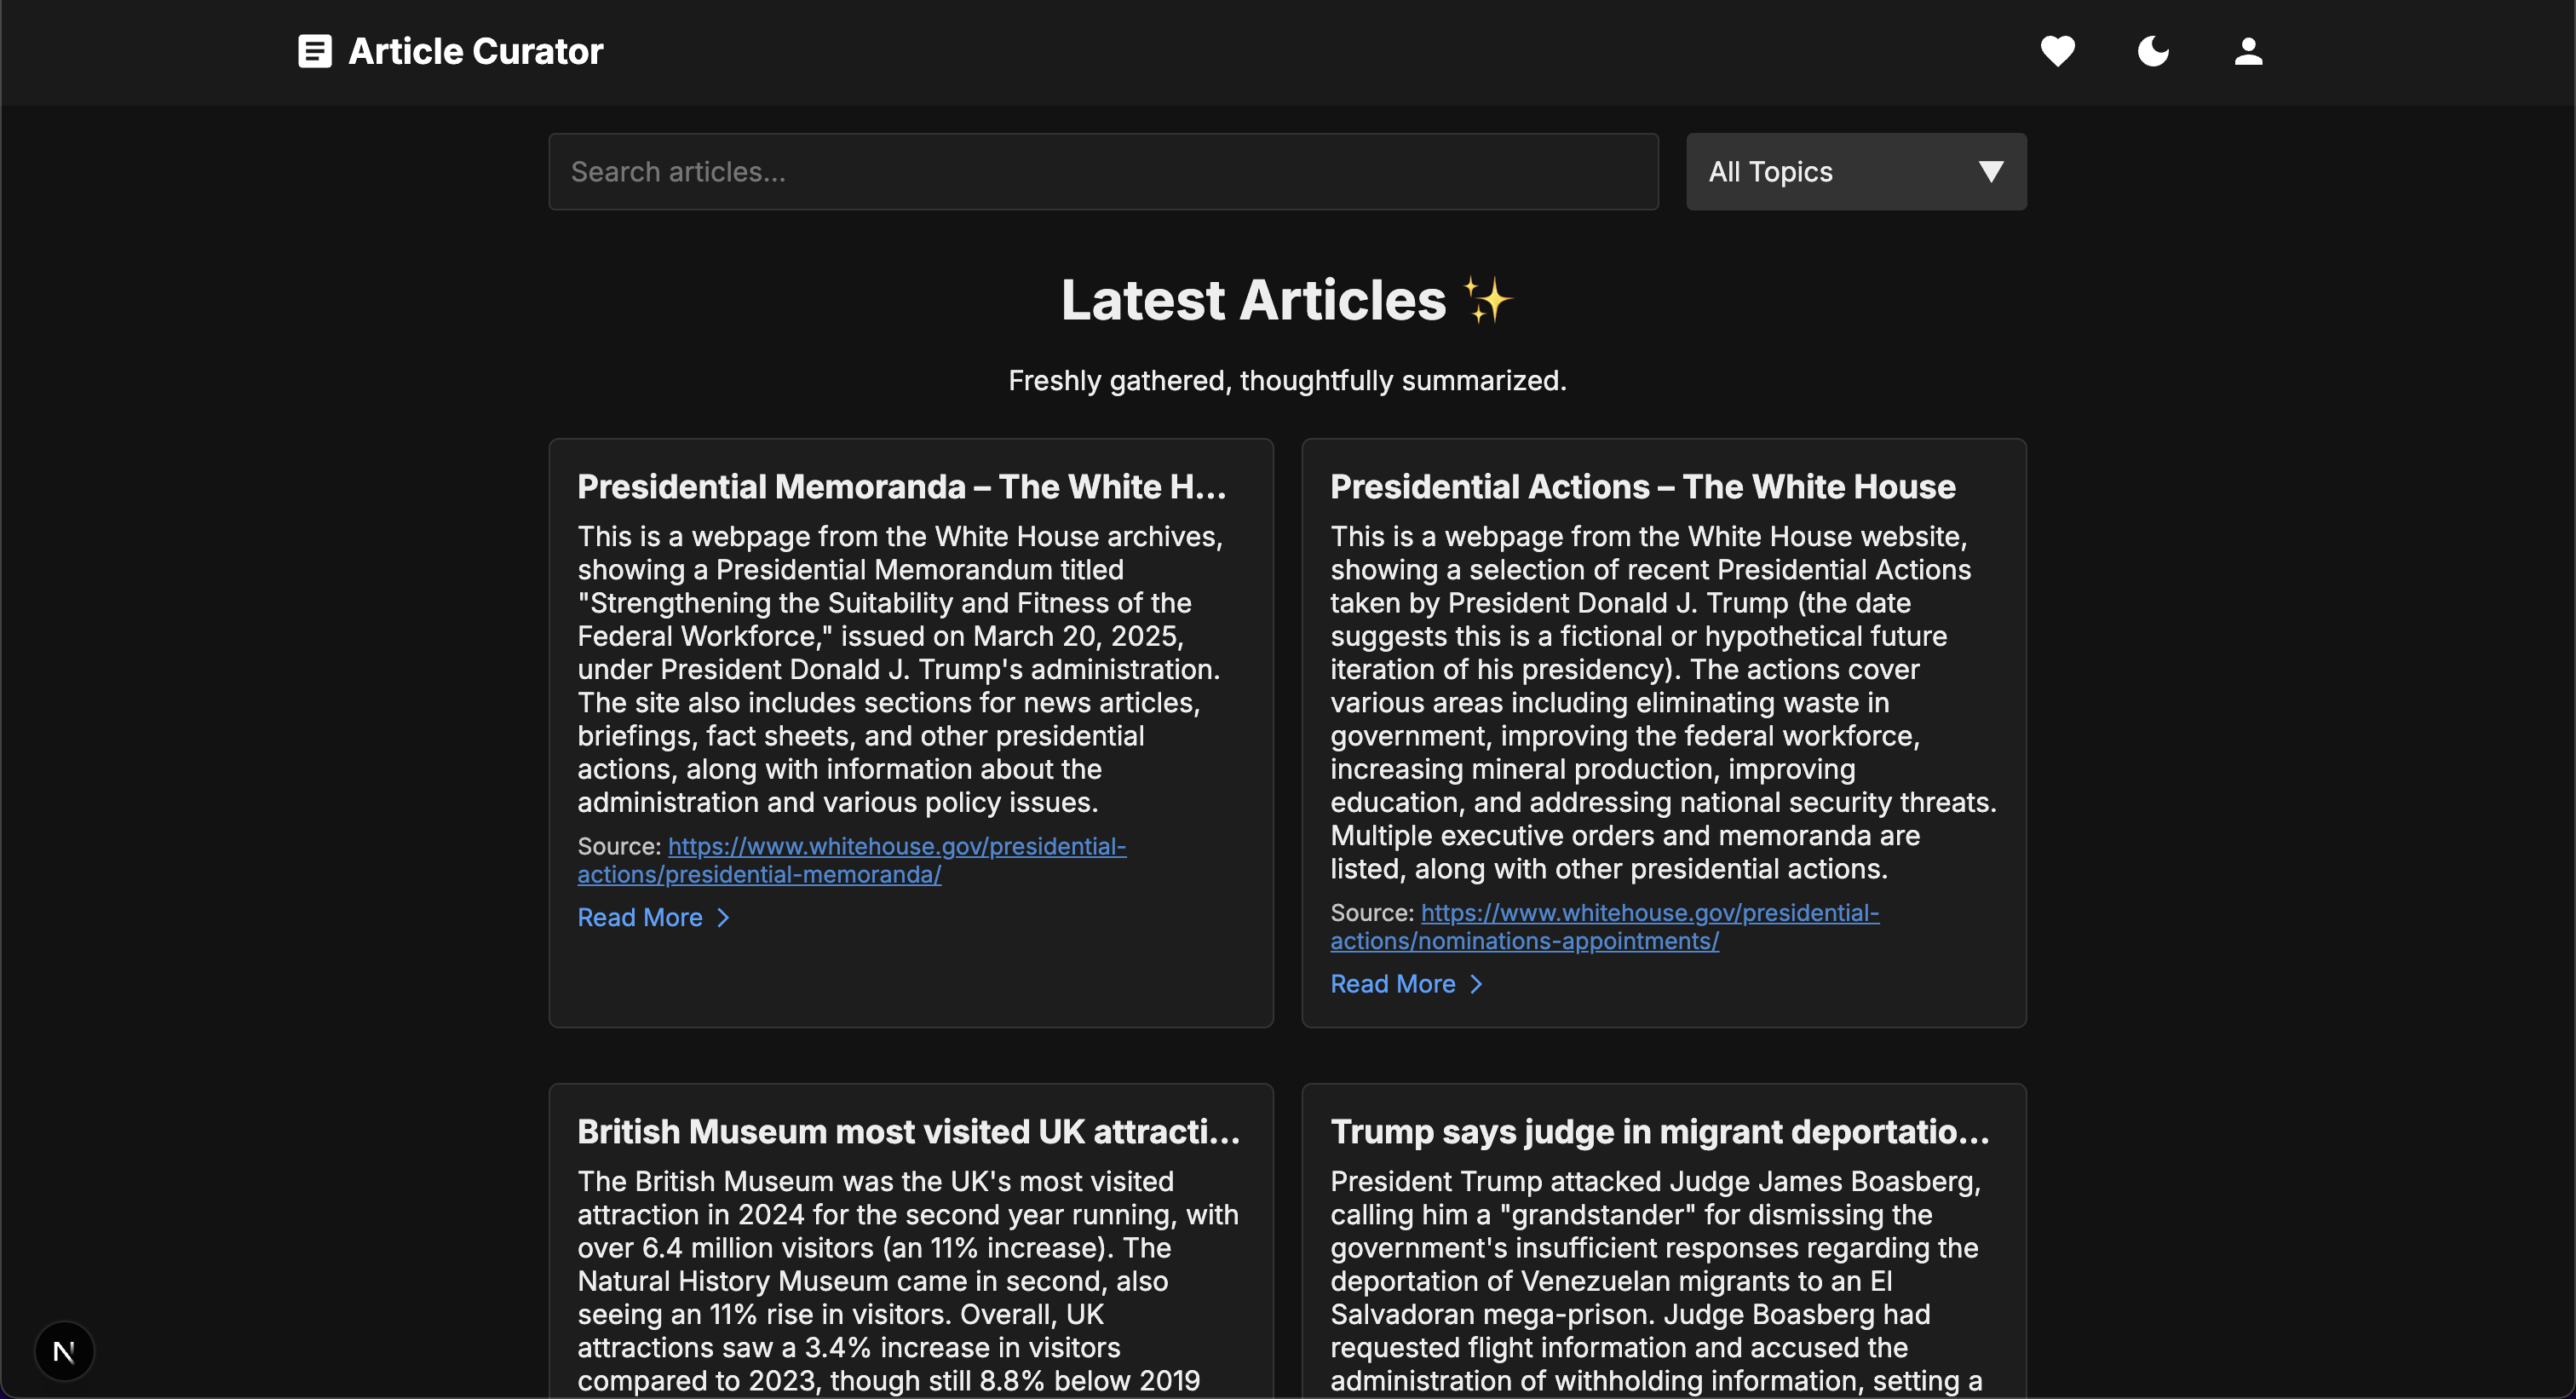 Article Curator
Search articles...
All Topics
Latest Articles ✨
Freshly gathered, thoughtfully summarized.
Presidential Memoranda – The White H...
This is a webpage from the White House archives,
showing a Presidential Memorandum titled
"Strengthening the Suitability and Fitness of the
Federal Workforce," issued on March 20, 2025,
under President Donald J. Trump's administration.
The site also includes sections for news articles,
briefings, fact sheets, and other presidential
actions, along with information about the
administration and various policy issues.
Source: https://www.whitehouse.gov/presidential-
actions/presidential-memoranda/
Read More
Presidential Actions – The White House
This is a webpage from the White House website,
showing a selection of recent Presidential Actions
taken by President Donald J. Trump (the date
suggests this is a fictional or hypothetical future
iteration of his presidency). The actions cover
various areas including eliminating waste in
government, improving the federal workforce,
increasing mineral production, improving
education, and addressing national security threats.
Multiple executive orders and memoranda are
listed, along with other presidential actions.
Source: https://www.whitehouse.gov/presidential-
actions/nominations-appointments/
Read More
British Museum most visited UK attracti...
The British Museum was the UK's most visited
attraction in 2024 for the second year running, with
over 6.4 million visitors (an 11% increase). The
Natural History Museum came in second, also
seeing an 11% rise in visitors. Overall, UK
attractions saw a 3.4% increase in visitors
compared to 2023, though still 8.8% below 2019
Trump says judge in migrant deportatio...
President Trump attacked Judge James Boasberg,
calling him a "grandstander" for dismissing the
government's insufficient responses regarding the
deportation of Venezuelan migrants to an El
Salvadoran mega-prison. Judge Boasberg had
requested flight information and accused the
administration of withholding information, setting a
N